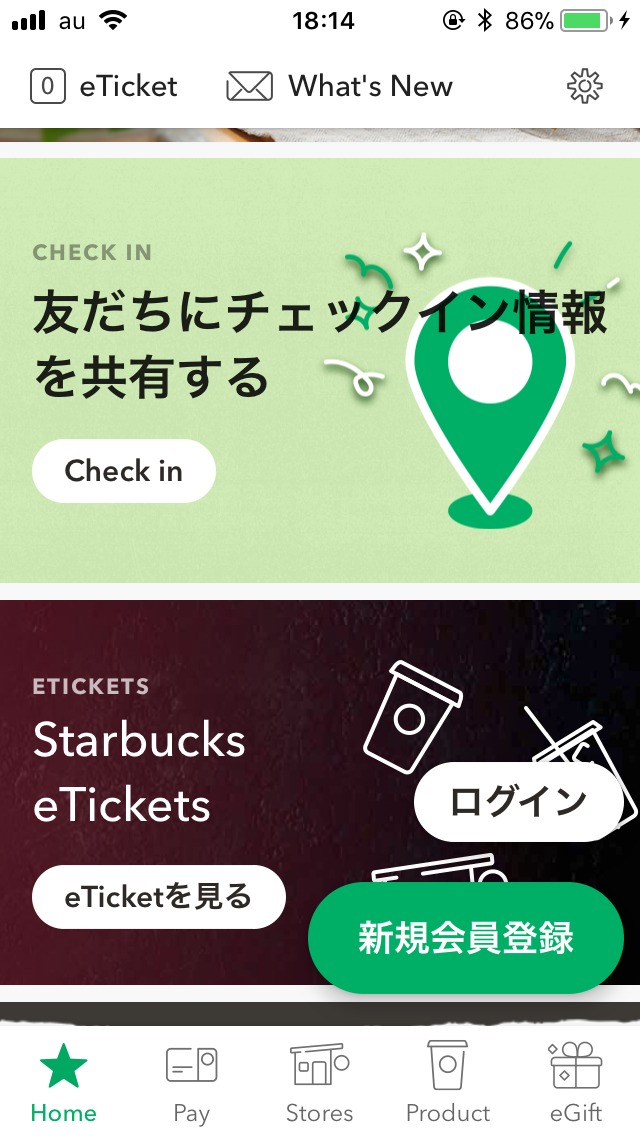 au 18:14 86%
0 eTicket What's New
CHECK IN
友だちにチェックイン情報
を共有する
Check in
ETICKETS
Starbucks
eTickets
ログイン
eTicketを見る
新規会員登録
Home Pay Stores Product eGift